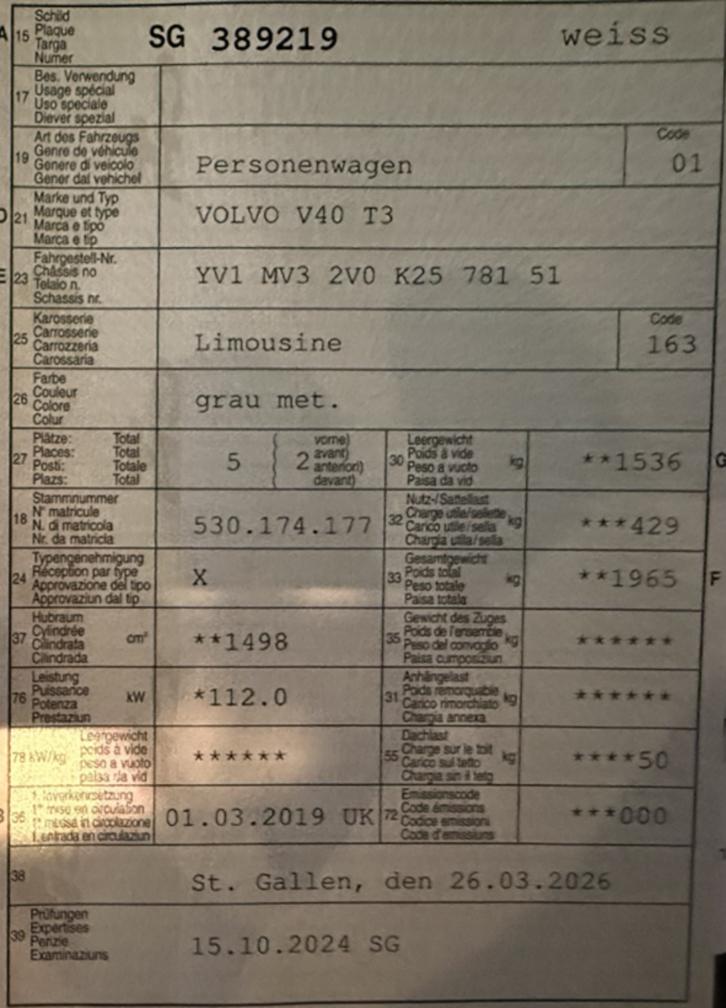 A 15 Schild
Plaque
Targa
Numer
SG 389219 weiss
17 Bes. Verwendung
Usage spécial
Uso speciale
Diever spezial
19 Art des Fahrzeugs
Genre de véhicule
Genere di veicolo
Gener dal vehichel
Personenwagen
Code
01
D 21 Marke und Typ
Marque et type
Marca e tipo
Marca e tip
VOLVO V40 T3
E 23 Fahrgestell-Nr.
Châssis no
Telaio n.
Schassis nr.
YV1 MV3 2V0 K25 781 51
25 Karosserie
Carrosserie
Carrozzeria
Carossaria
Limousine
Code
163
26 Farbe
Couleur
Colore
Colur
grau met.
27 Plätze: Total
Places: Total
Posti: Totale
Plazs: Total
5 ( 2 vorne)
avant)
anteriori)
davant)
30 Leergewicht
Poids à vide
Peso a vuoto
Paisa da vid
kg
**1536 G
18 Stammnummer
N° matricule
N. di matricola
Nr. da matricla
530.174.177
32 Nutz-/Sattellast
Charge utile/sellette
Carico utile/sella
Chargia utila/sella
kg
***429
24 Typengenehmigung
Réception par type
Approvazione del tipo
Approvaziun dal tip
X
33 Gesamtgewicht
Poids total
Peso totale
Paisa totala
kg
**1965 F
37 Hubraum
Cylindrée
Cilindrata
Cilindrada
cm³
**1498
35 Gewicht des Zuges
Poids de l'ensemble
Peso del convoglio
Paisa cumposiziun
kg
******
76 Leistung
Puissance
Potenza
Prestaziun
kW
*112.0
31 Anhängelast
Poids remorquable
Carico rimorchiato
Chargia annexa
kg
******
78 kW/kg Leergewicht
poids à vide
peso a vuoto
paisa da vid
******
55 Dachlast
Charge sur le toit
Carico sul tetto
Chargia sin il tetg
kg
****50
B 36 1. Inverkehrsetzung
1re mise en circulation
1a messa in circolazione
1. entrada en circulaziun
01.03.2019 UK
72 Emissionscode
Code émissions
Codice emissioni
Code d'emissiuns
***000
38
St. Gallen, den 26.03.2026
39 Prüfungen
Expertises
Perizie
Examinaziuns
15.10.2024 SG